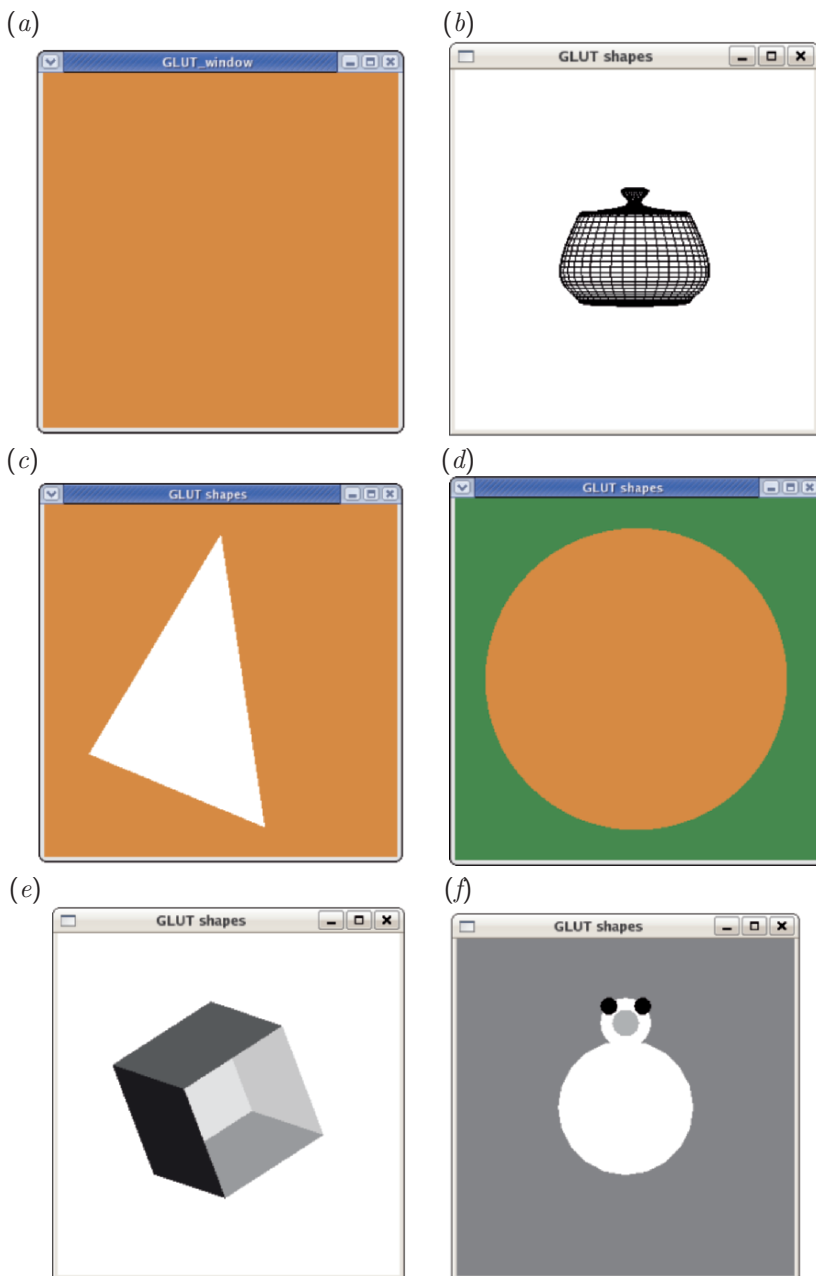 (a)
GLUT_window
(b)
GLUT shapes
(c)
GLUT shapes
(d)
GLUT shapes
(e)
GLUT shapes
(f)
GLUT shapes